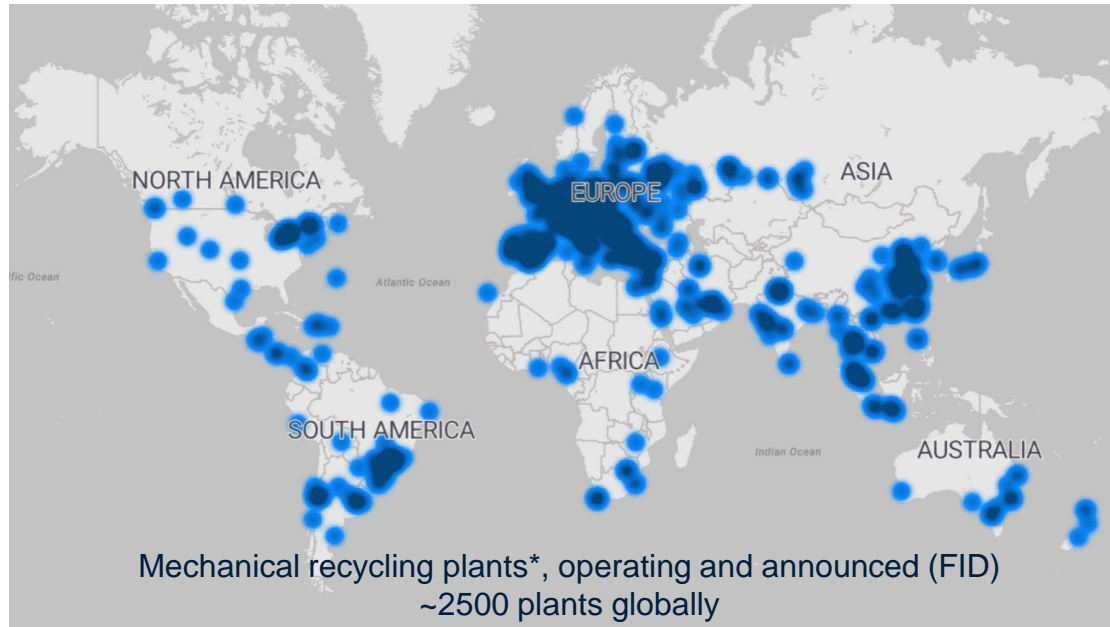 NORTH AMERICA
ASIA
EUROPE
ific Ocean
Atlantic Ocean
AFRICA
SOUTH AMERICA
Indian Ocean
AUSTRALIA
Mechanical recycling plants*, operating and announced (FID)
~2500 plants globally